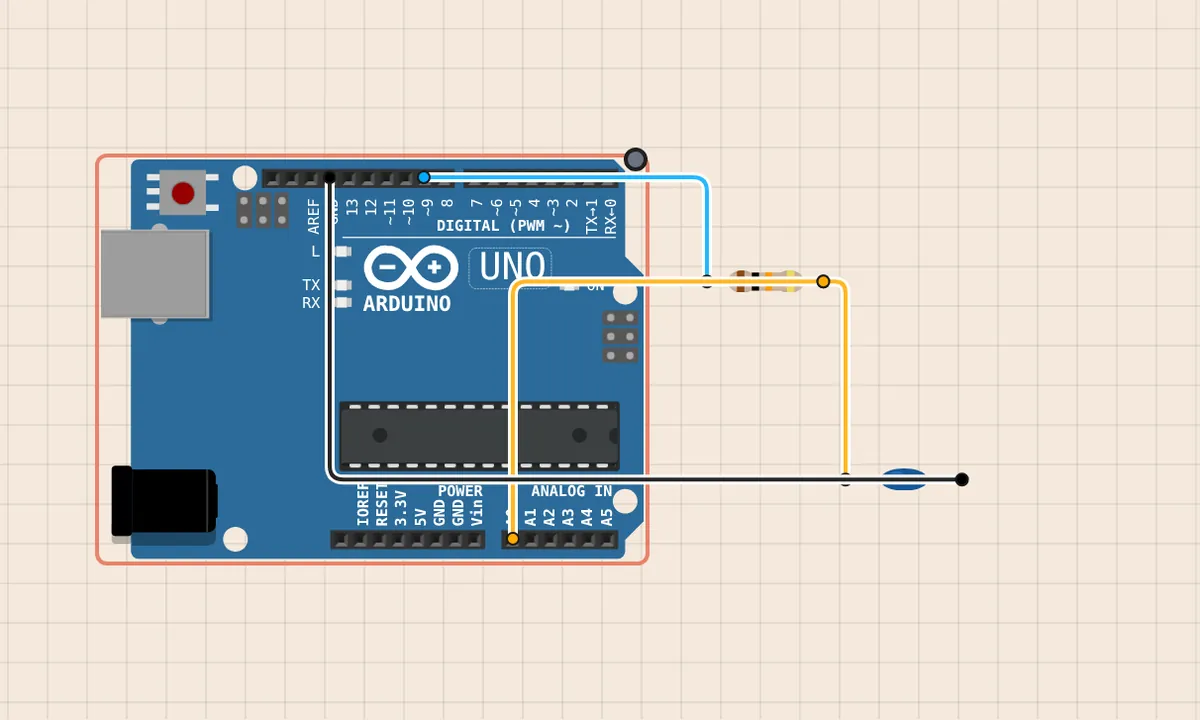 AREF
GND
13
12
~11
~10
~9
8
7
~6
~5
4
~3
2
TX→1
RX←0
DIGITAL (PWM ~)
L
TX
RX
UNO
ON
ARDUINO
POWER
ANALOG IN
IOREF
RESET
3.3V
5V
GND
GND
Vin
A1
A2
A3
A4
A5